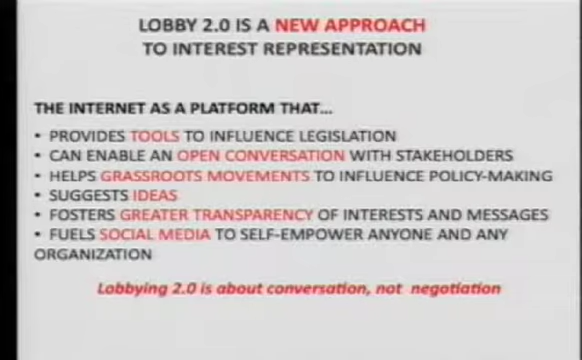 LOBBY 2.0 IS A NEW APPROACH
TO INTEREST REPRESENTATION
THE INTERNET AS A PLATFORM THAT...
• PROVIDES TOOLS TO INFLUENCE LEGISLATION
• CAN ENABLE AN OPEN CONVERSATION WITH STAKEHOLDERS
• HELPS GRASSROOTS MOVEMENTS TO INFLUENCE POLICY-MAKING
• SUGGESTS IDEAS
• FOSTERS GREATER TRANSPARENCY OF INTERESTS AND MESSAGES
• FUELS SOCIAL MEDIA TO SELF-EMPOWER ANYONE AND ANY
ORGANIZATION
Lobbying 2.0 is about conversation, not negotiation